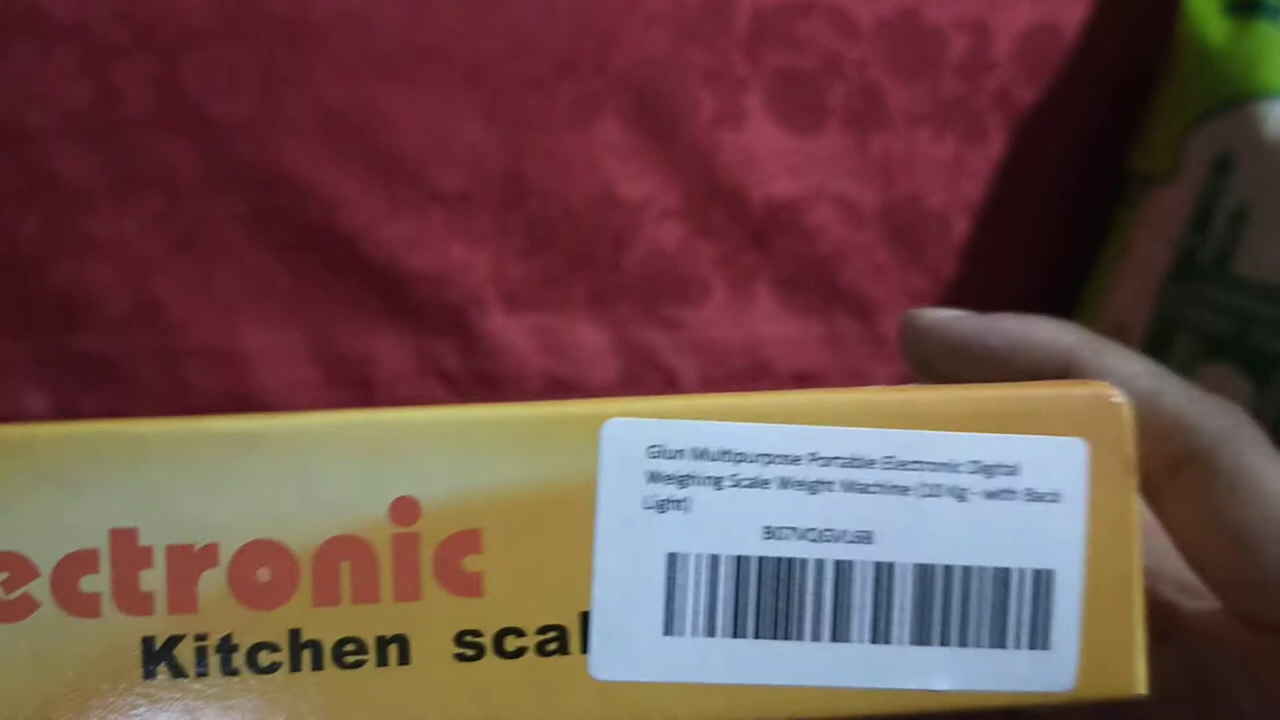 ectronic
Kitchen scal
Glun Multipurpose Portable Electronic Digital
Weighing Scale Weight Machine (10 Kg - with Back
Light)